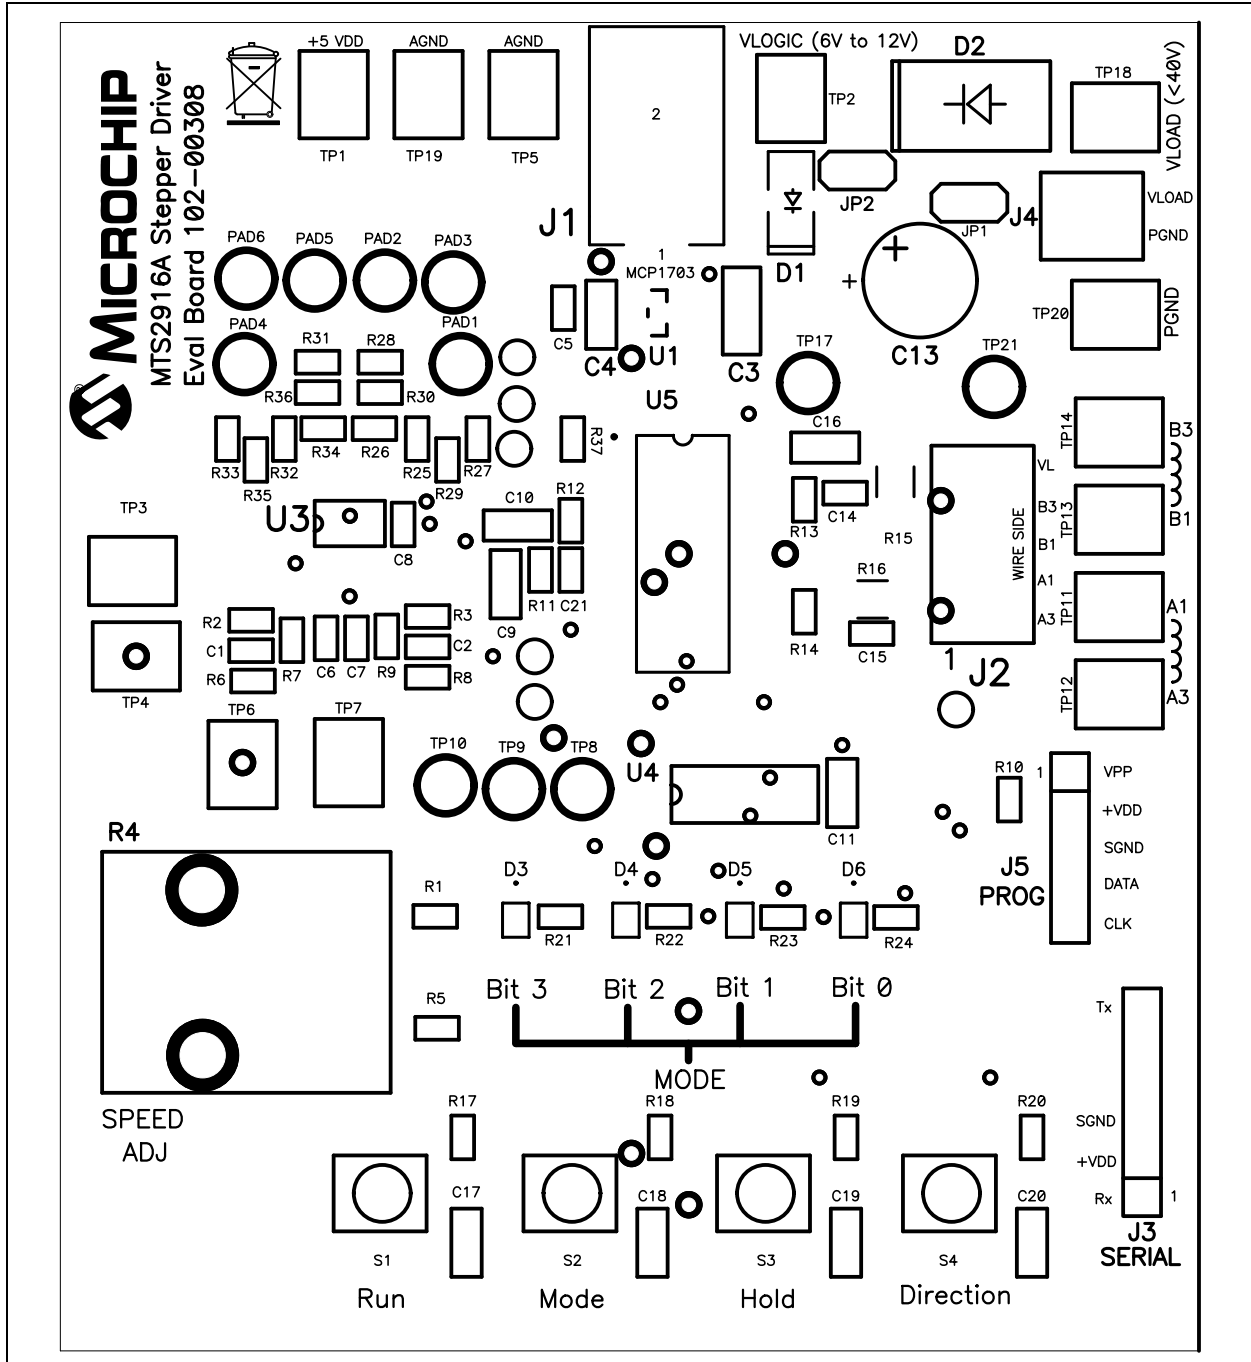 +5 VDD
AGND
AGND
VLOGIC (6V to 12V)
D2
TP18
VLOAD (<40V)
MICROCHIP
®
MTS2916A Stepper Driver
Eval Board 102-00308
TP1
TP19
TP5
2
TP2
JP2
JP1
J4
VLOAD
PGND
J1
1
MCP1703
D1
PAD6
PAD5
PAD2
PAD3
+
+
TP20
PGND
C5
C4
U1
C3
TP17
C13
TP21
PAD4
R31
R28
PAD1
R36
R30
U5
R33
R35
R32
R34
R26
R25
R29
R27
R37
C16
TP14
B3
VL
B3
B1
A1
A3
WIRE SIDE
TP13
B1
TP3
U3
C8
C10
R12
R13
C14
R15
R16
C9
R11
C21
R14
C15
TP11
A1
R2
C1
R6
R7
C6
C7
R9
R3
C2
R8
1
J2
TP12
A3
TP4
TP6
TP7
TP10
TP9
TP8
U4
C11
R10
1
VPP
+VDD
SGND
DATA
CLK
J5
PROG
R4
R1
D3
D4
D5
D6
R21
R22
R23
R24
R5
Bit 3
Bit 2
Bit 1
Bit 0
MODE
Tx
SGND
+VDD
Rx
1
J3
SERIAL
SPEED
ADJ
R17
R18
R19
R20
C17
C18
C19
C20
S1
S2
S3
S4
Run
Mode
Hold
Direction